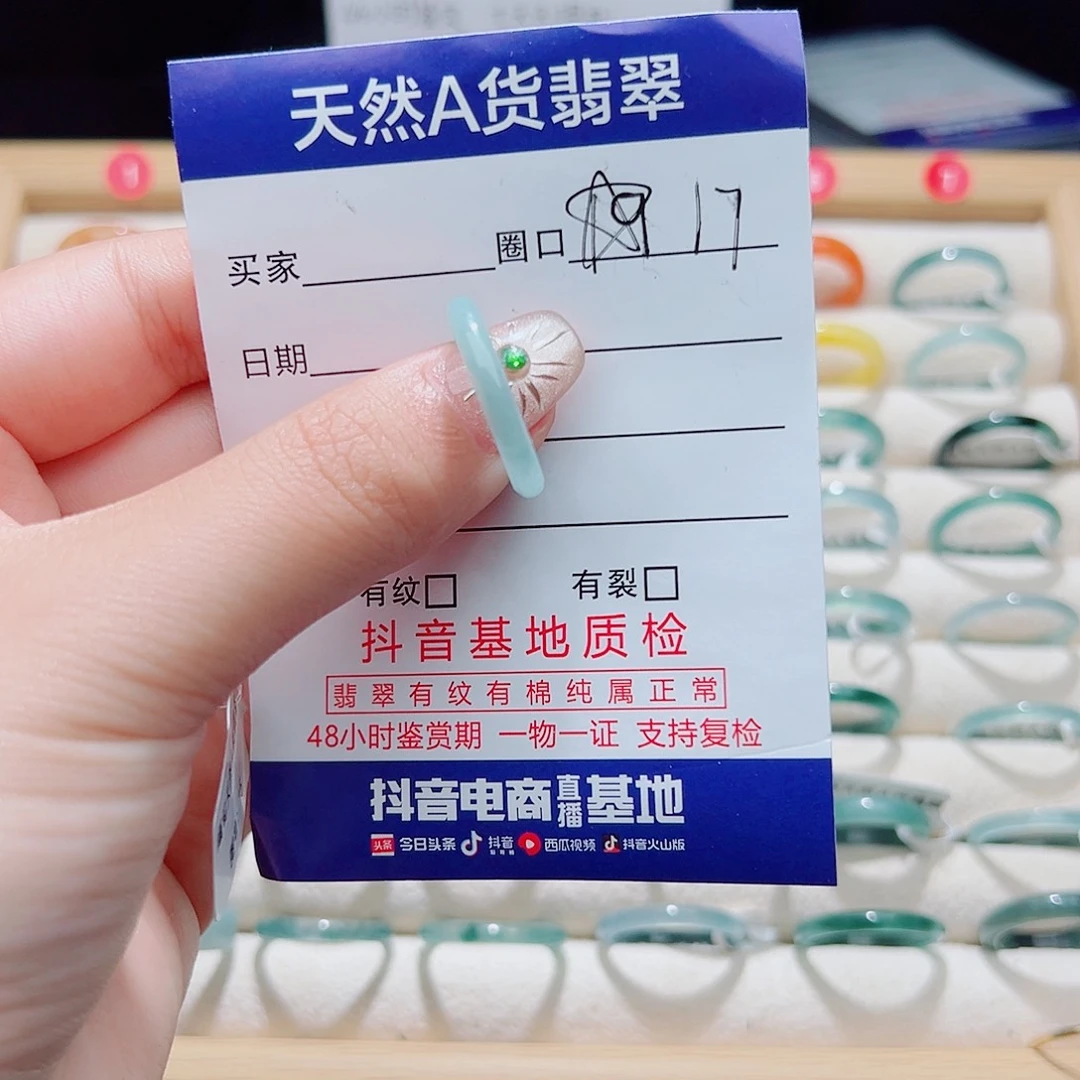 天然A货翡翠
买家 圈口 17
日期
有纹□ 有裂□
抖音基地质检
翡翠有纹有棉纯属正常
48小时鉴赏期 一物一证 支持复检
抖音电商直播基地
头条 今日头条 抖音 西瓜视频 抖音火山版